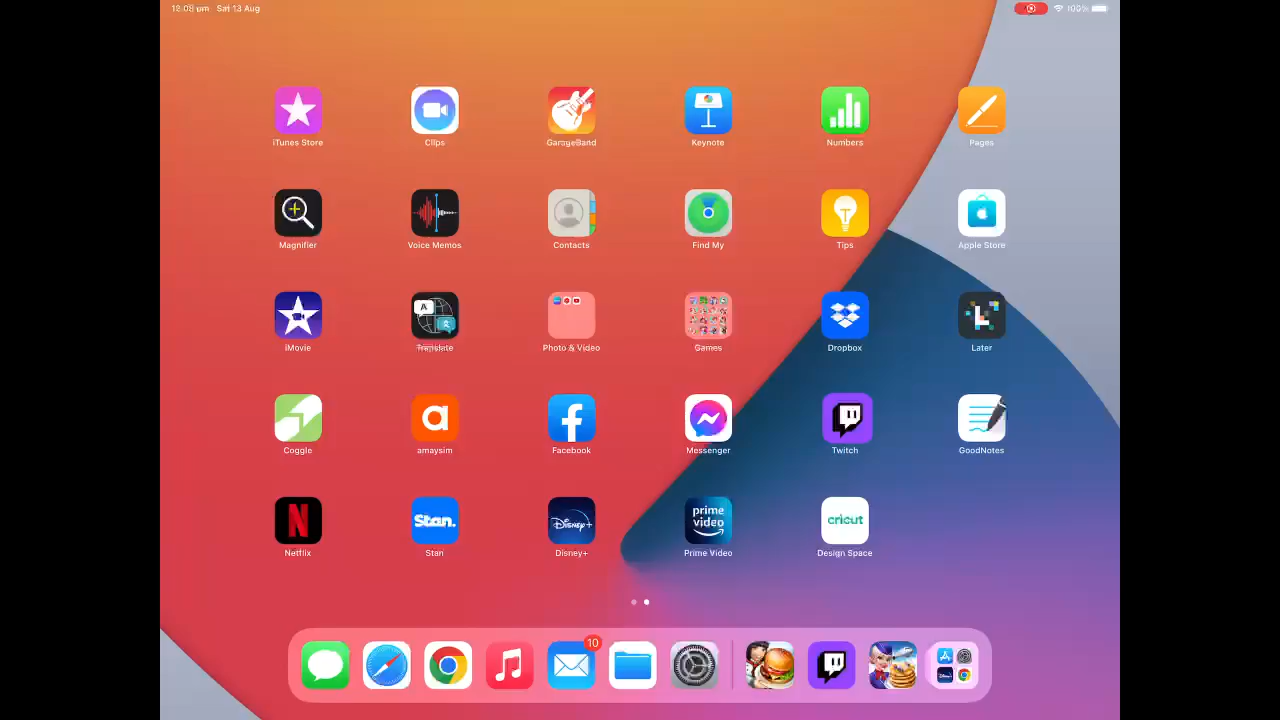 12:08 pm Sat 13 Aug 100%
iTunes Store Clips GarageBand Keynote Numbers Pages
Magnifier Voice Memos Contacts Find My Tips Apple Store
A
iMovie Translate Photo & Video Games Dropbox Later
Coggle amaysim Facebook Messenger Twitch GoodNotes
N Stan. Disney+ prime video cricut
Netflix Stan Disney+ Prime Video Design Space
10